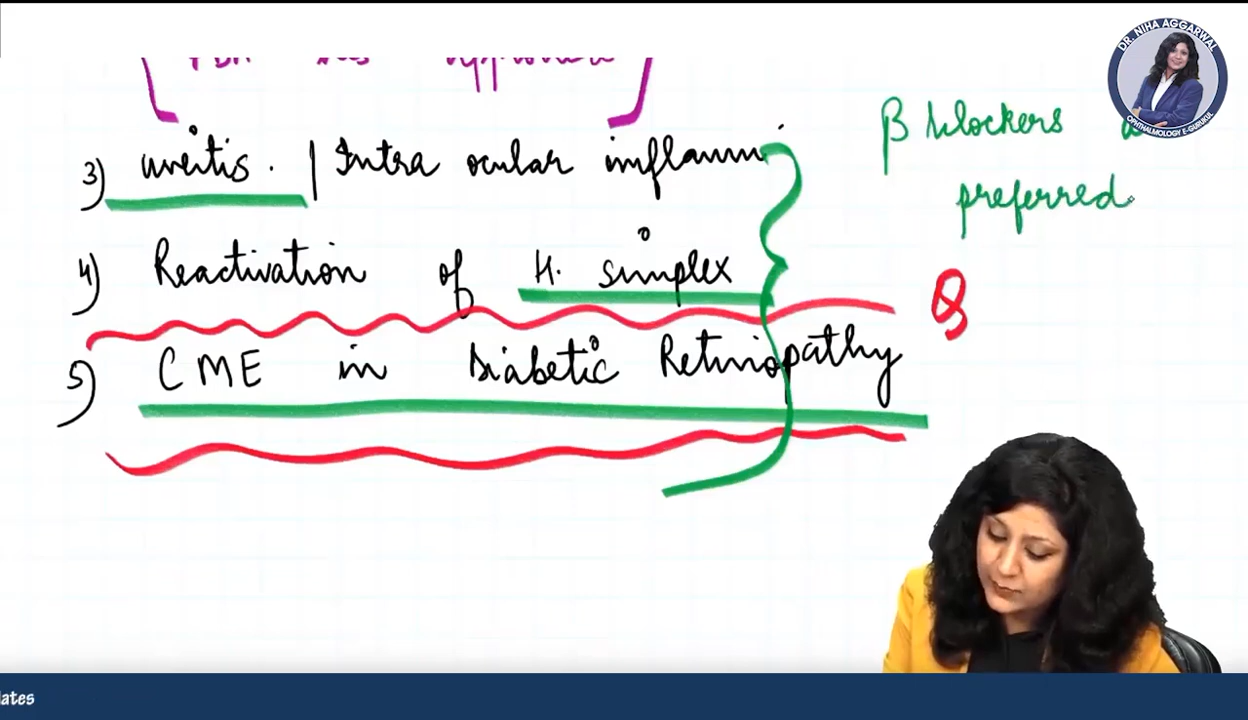 3) uveitis. | Intra ocular inflamm
4) Reactivation of H. simplex
5) CME in Diabetic Retinopathy
β blockers
preferred
Q
DR. NIHA AGGARWAL
OPHTHALMOLOGY E-GURUKUL
dates